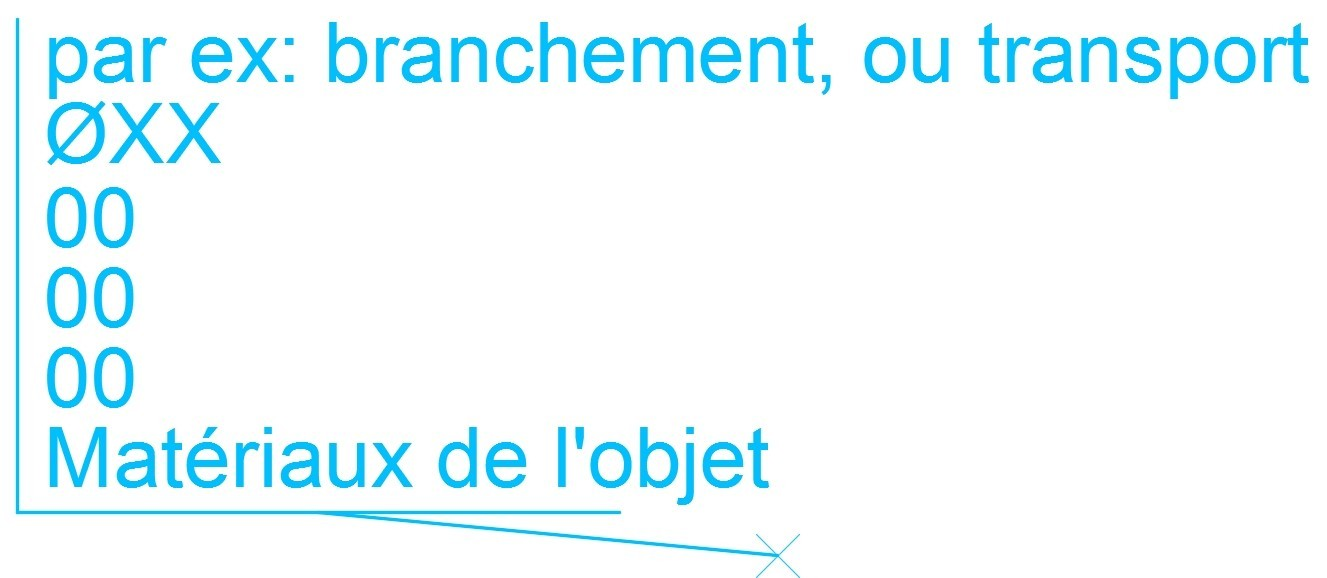 par ex: branchement, ou transport
ØXX
00
00
00
Matériaux de l'objet